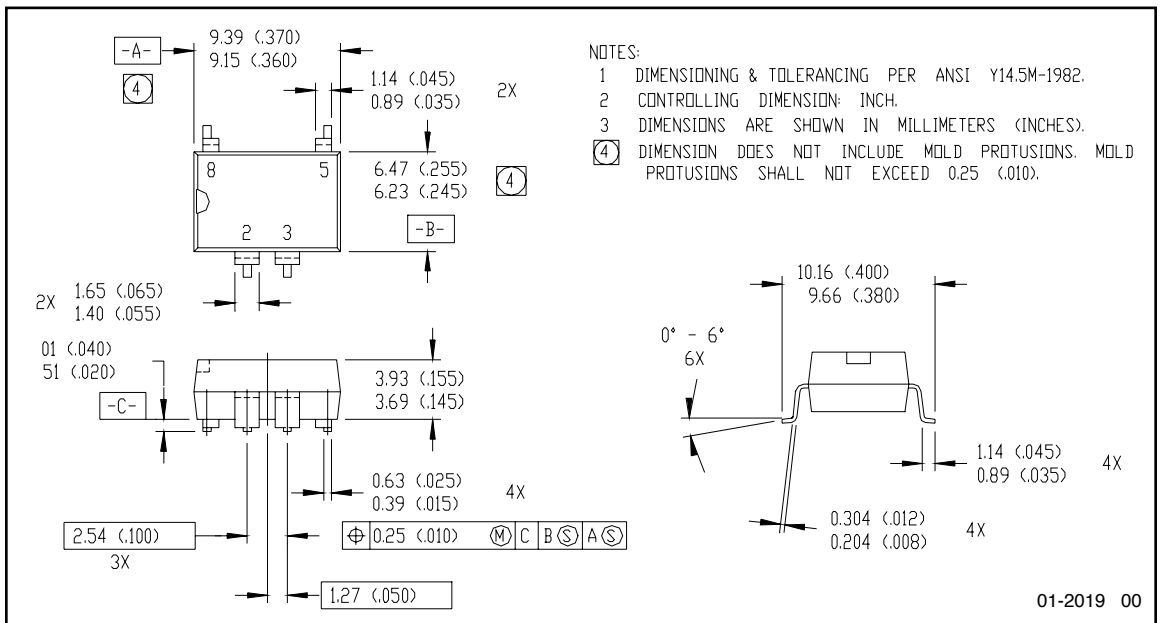 -A-
9.39 (.370)
9.15 (.360)
4
1.14 (.045)
0.89 (.035)
2X
8 5
6.47 (.255)
6.23 (.245)
4
2 3
-B-
2X
1.65 (.065)
1.40 (.055)
01 (.040)
51 (.020)
-C-
3.93 (.155)
3.69 (.145)
0.63 (.025)
0.39 (.015)
4X
2.54 (.100)
3X
⌖ 0.25 (.010) Ⓜ C B Ⓢ A Ⓢ
1.27 (.050)
NOTES:
1 DIMENSIONING & TOLERANCING PER ANSI Y14.5M-1982.
2 CONTROLLING DIMENSION: INCH.
3 DIMENSIONS ARE SHOWN IN MILLIMETERS (INCHES).
4 DIMENSION DOES NOT INCLUDE MOLD PROTUSIONS. MOLD
PROTUSIONS SHALL NOT EXCEED 0.25 (.010).
10.16 (.400)
9.66 (.380)
0° - 6°
6X
1.14 (.045)
0.89 (.035)
4X
0.304 (.012)
0.204 (.008)
4X
01-2019 00